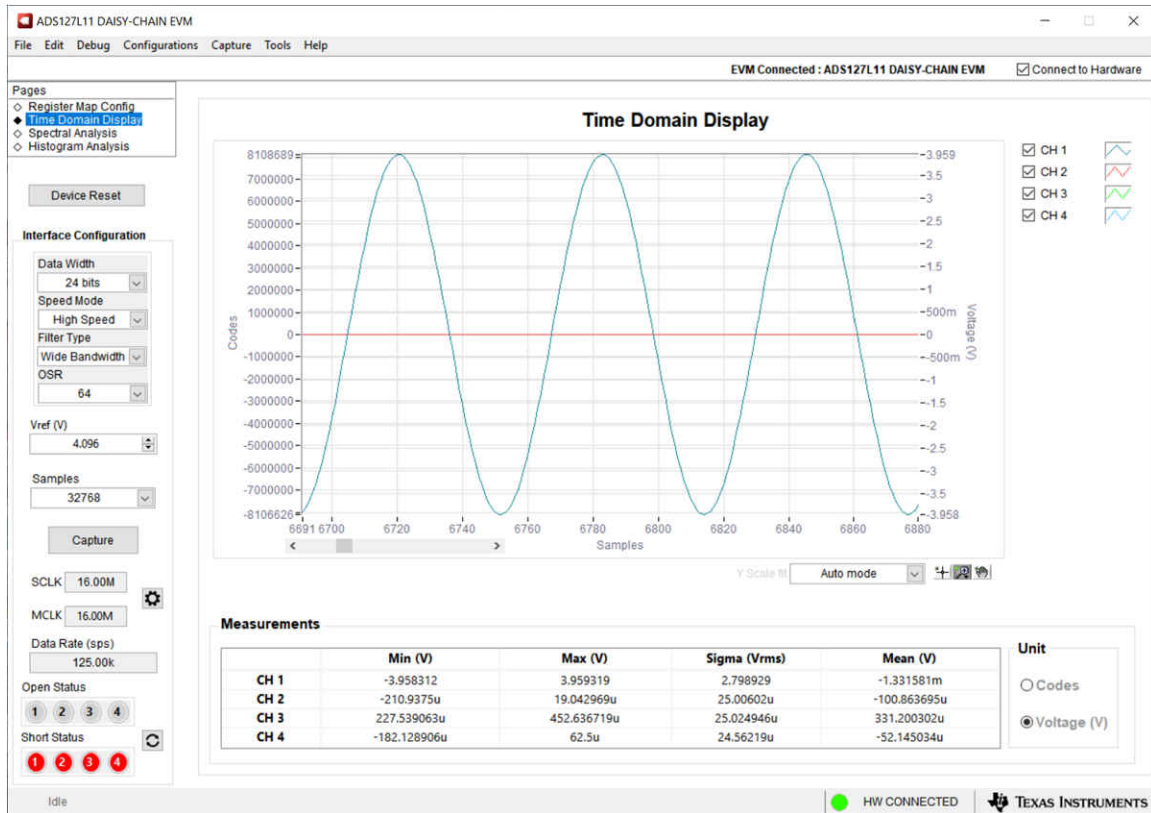 ADS127L11 DAISY-CHAIN EVM
File Edit Debug Configurations Capture Tools Help
EVM Connected : ADS127L11 DAISY-CHAIN EVM Connect to Hardware
Pages
Register Map Config
Time Domain Display
Spectral Analysis
Histogram Analysis
Device Reset
Interface Configuration
Data Width
24 bits
Speed Mode
High Speed
Filter Type
Wide Bandwidth
OSR
64
Vref (V)
4.096
Samples
32768
Capture
SCLK 16.00M
MCLK 16.00M
Data Rate (sps)
125.00k
Open Status
1 2 3 4
Short Status
1 2 3 4
Time Domain Display
8108689
7000000
6000000
5000000
4000000
3000000
2000000
1000000
0
-1000000
-2000000
-3000000
-4000000
-5000000
-6000000
-7000000
-8106626
Codes
3.959
3.5
3
2.5
2
1.5
1
500m
0
-500m
-1
-1.5
-2
-2.5
-3
-3.5
-3.958
Voltage (V)
6691 6700 6720 6740 6760 6780 6800 6820 6840 6860 6880
Samples
CH 1
CH 2
CH 3
CH 4
Y Scale fit Auto mode
Measurements
Min (V) Max (V) Sigma (Vrms) Mean (V)
CH 1 -3.958312 3.959319 2.798929 -1.331581m
CH 2 -210.9375u 19.042969u 25.00602u -100.863695u
CH 3 227.539063u 452.636719u 25.024946u 331.200302u
CH 4 -182.128906u 62.5u 24.56219u -52.145034u
Unit
Codes
Voltage (V)
Idle HW CONNECTED TEXAS INSTRUMENTS